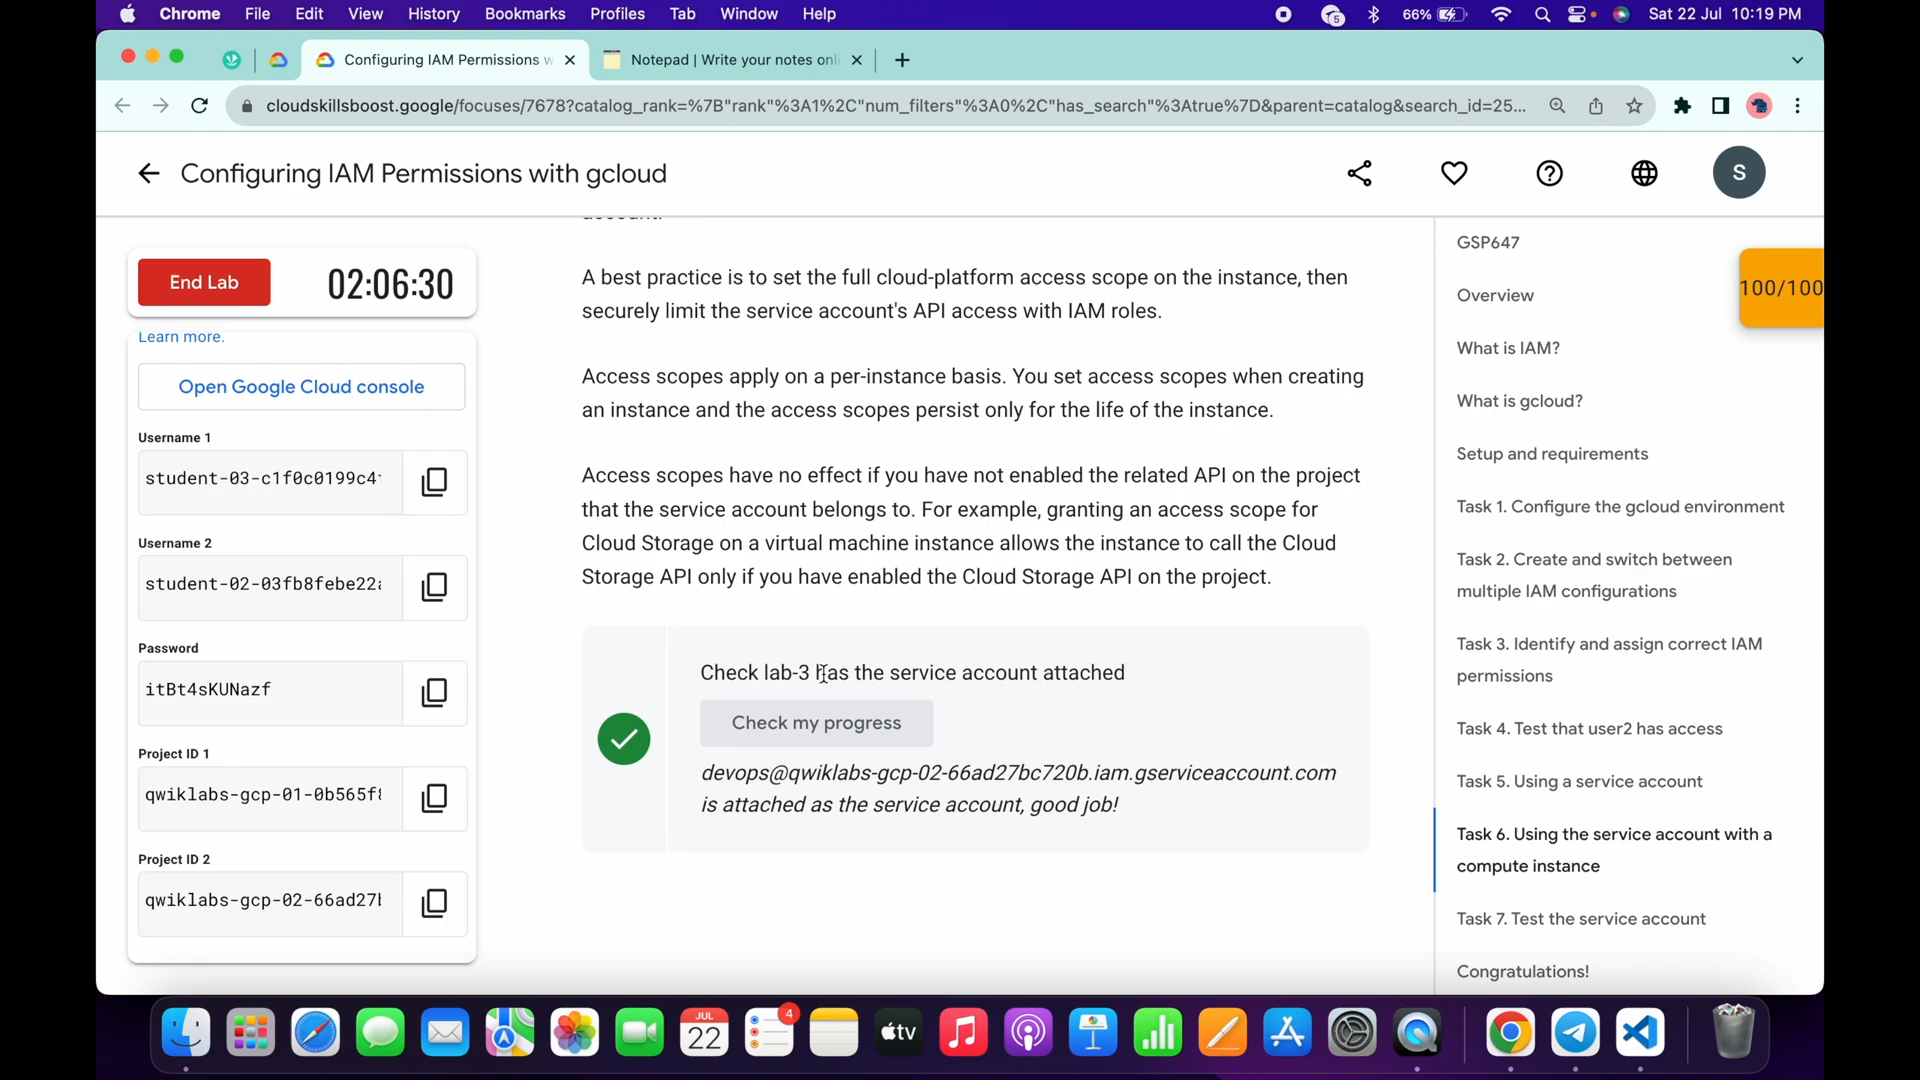 Chrome File Edit View History Bookmarks Profiles Tab Window Help 5 66% Sat 22 Jul 10:19 PM
Configuring IAM Permissions w Notepad | Write your notes onl
cloudskillsboost.google/focuses/7678?catalog_rank=%7B"rank"%3A1%2C"num_filters"%3A0%2C"has_search"%3Atrue%7D&parent=catalog&search_id=25...
Configuring IAM Permissions with gcloud
S
End Lab 02:06:30
Learn more.
Open Google Cloud console
Username 1
student-03-c1f0c0199c4
Username 2
student-02-03fb8febe22
Password
itBt4sKUNazf
Project ID 1
qwiklabs-gcp-01-0b565f
Project ID 2
qwiklabs-gcp-02-66ad27
account.
A best practice is to set the full cloud-platform access scope on the instance, then
securely limit the service account's API access with IAM roles.
Access scopes apply on a per-instance basis. You set access scopes when creating
an instance and the access scopes persist only for the life of the instance.
Access scopes have no effect if you have not enabled the related API on the project
that the service account belongs to. For example, granting an access scope for
Cloud Storage on a virtual machine instance allows the instance to call the Cloud
Storage API only if you have enabled the Cloud Storage API on the project.
Check lab-3 has the service account attached
Check my progress
devops@qwiklabs-gcp-02-66ad27bc720b.iam.gserviceaccount.com
is attached as the service account, good job!
GSP647
100/100
Overview
What is IAM?
What is gcloud?
Setup and requirements
Task 1. Configure the gcloud environment
Task 2. Create and switch between
multiple IAM configurations
Task 3. Identify and assign correct IAM
permissions
Task 4. Test that user2 has access
Task 5. Using a service account
Task 6. Using the service account with a
compute instance
Task 7. Test the service account
Congratulations!
JUL
22
4
tv